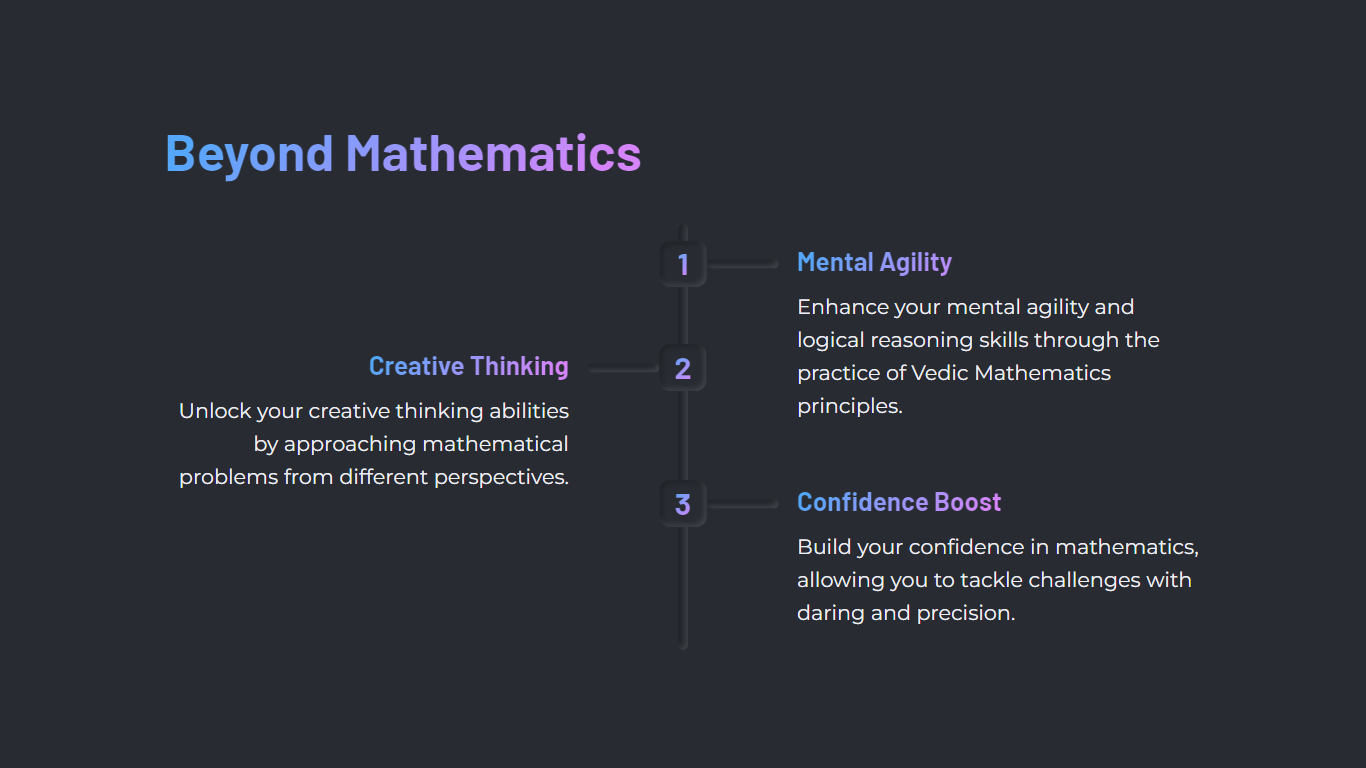 Beyond Mathematics
1
Mental Agility
Enhance your mental agility and
logical reasoning skills through the
practice of Vedic Mathematics
principles.
2
Creative Thinking
Unlock your creative thinking abilities
by approaching mathematical
problems from different perspectives.
3
Confidence Boost
Build your confidence in mathematics,
allowing you to tackle challenges with
daring and precision.